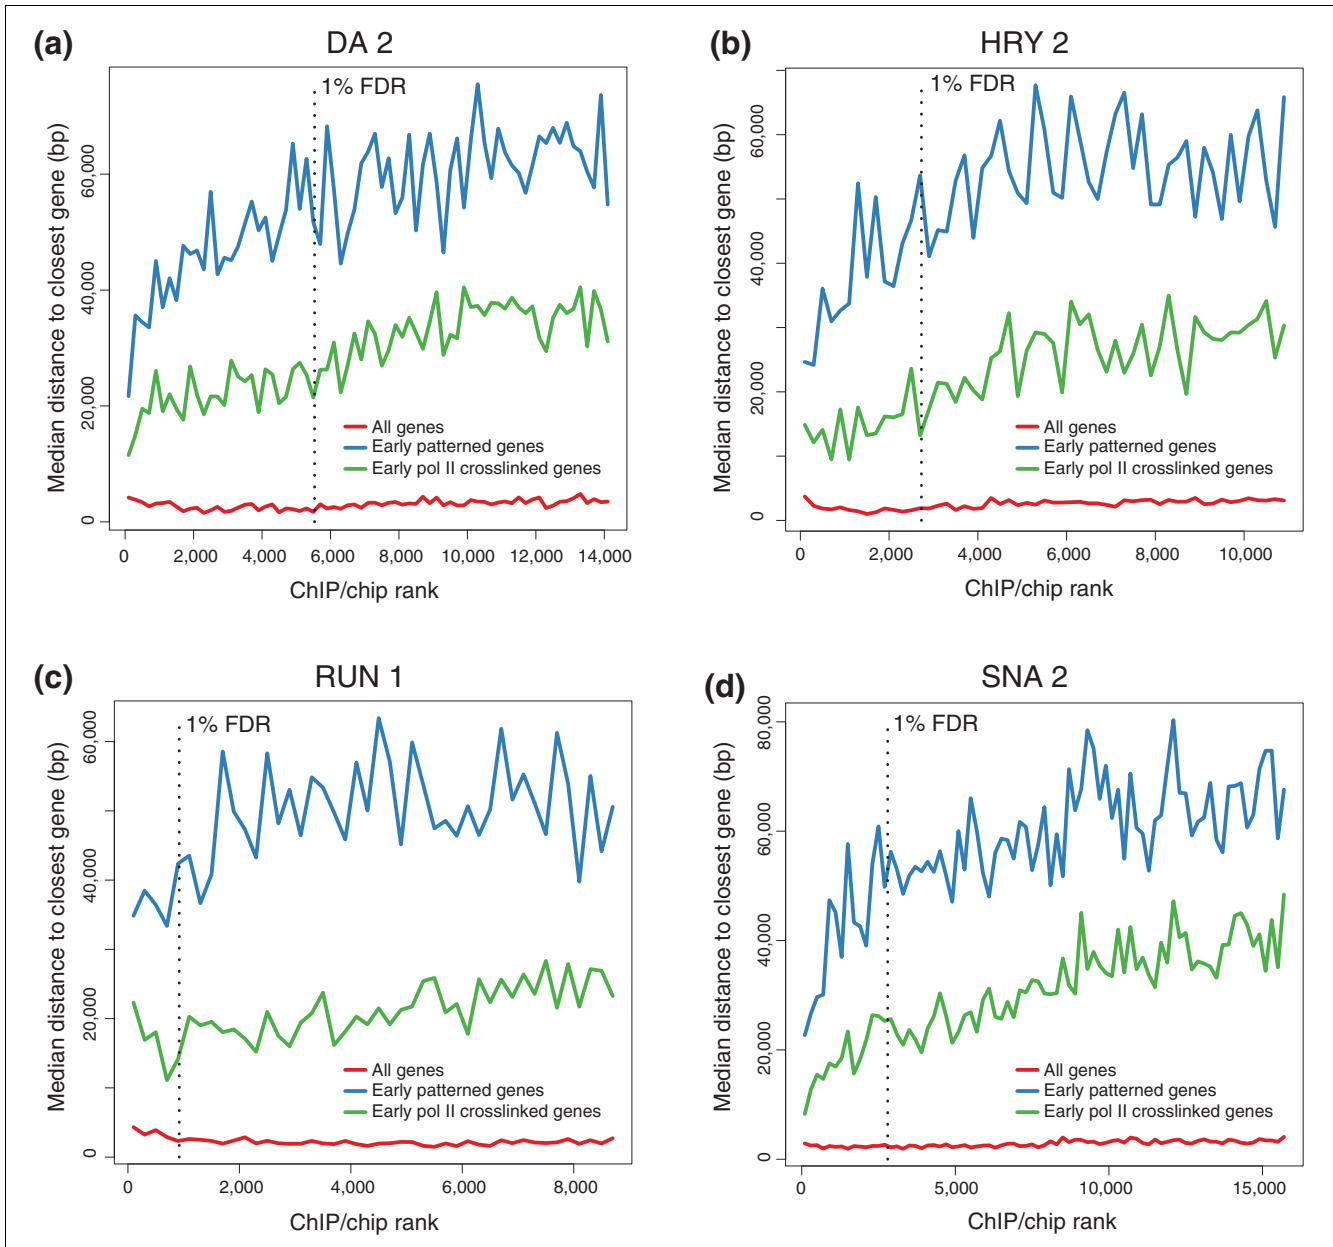 (a)
DA 2
1% FDR
Median distance to closest gene (bp)
60,000
40,000
20,000
0
All genes
Early patterned genes
Early pol II crosslinked genes
0 2,000 4,000 6,000 8,000 10,000 12,000 14,000
ChIP/chip rank
(b)
HRY 2
1% FDR
Median distance to closest gene (bp)
60,000
40,000
20,000
0
All genes
Early patterned genes
Early pol II crosslinked genes
0 2,000 4,000 6,000 8,000 10,000
ChIP/chip rank
(c)
RUN 1
1% FDR
Median distance to closest gene (bp)
60,000
40,000
20,000
0
All genes
Early patterned genes
Early pol II crosslinked genes
0 2,000 4,000 6,000 8,000
ChIP/chip rank
(d)
SNA 2
1% FDR
Median distance to closest gene (bp)
80,000
60,000
40,000
20,000
0
All genes
Early patterned genes
Early pol II crosslinked genes
0 5,000 10,000 15,000
ChIP/chip rank